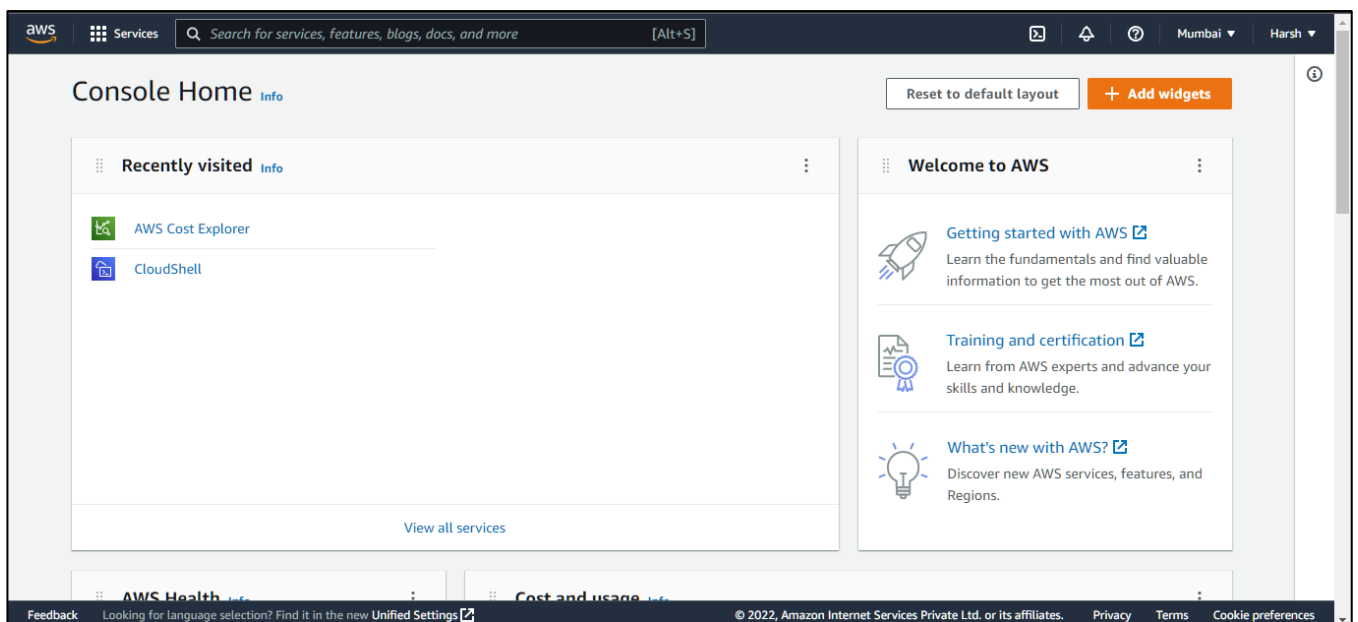 aws
Services
Search for services, features, blogs, docs, and more [Alt+S]
Mumbai ▼
Harsh ▼
Console Home Info
Reset to default layout
+ Add widgets
Recently visited Info
AWS Cost Explorer
CloudShell
View all services
Welcome to AWS
Getting started with AWS
Learn the fundamentals and find valuable
information to get the most out of AWS.
Training and certification
Learn from AWS experts and advance your
skills and knowledge.
What's new with AWS?
Discover new AWS services, features, and
Regions.
AWS Health Info
Cost and usage Info
Feedback Looking for language selection? Find it in the new Unified Settings
© 2022, Amazon Internet Services Private Ltd. or its affiliates. Privacy Terms Cookie preferences